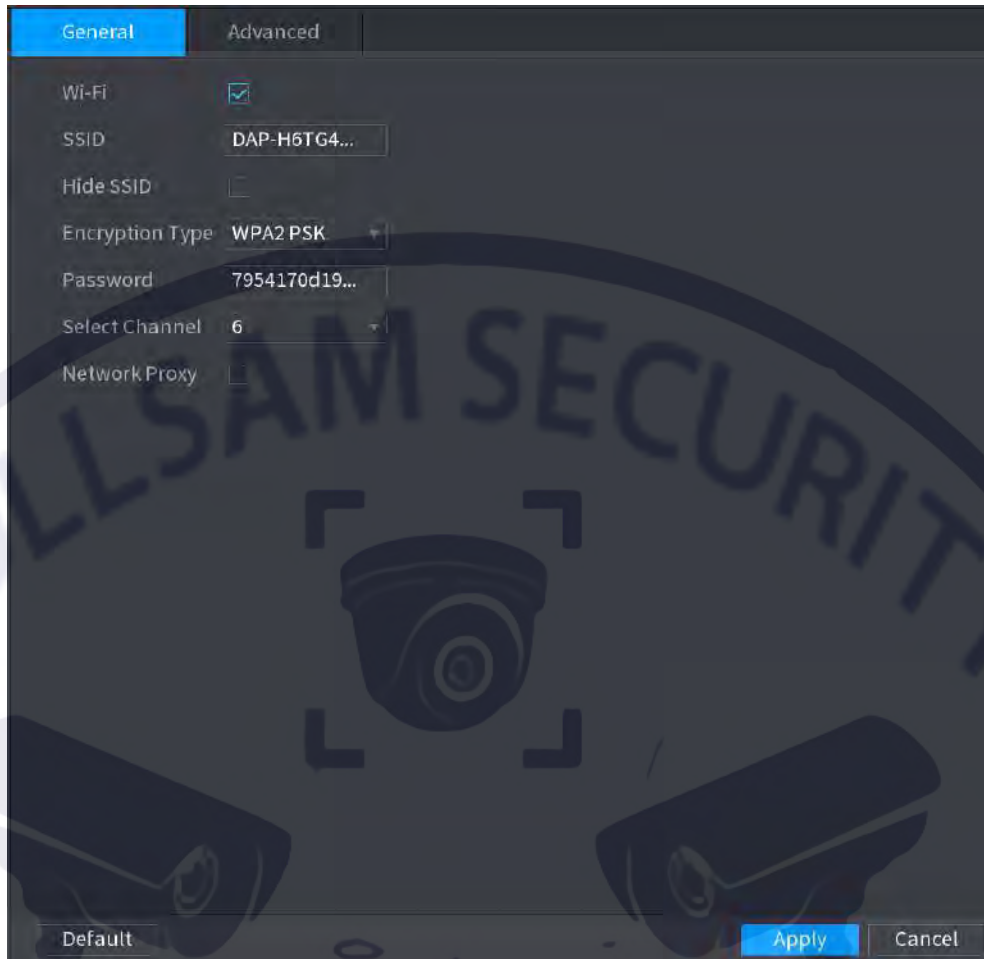 General Advanced
Wi-Fi
SSID DAP-H6TG4...
Hide SSID
Encryption Type WPA2 PSK
Password 7954170d19...
Select Channel 6
Network Proxy
LLSAM SECURIT
Default Apply Cancel